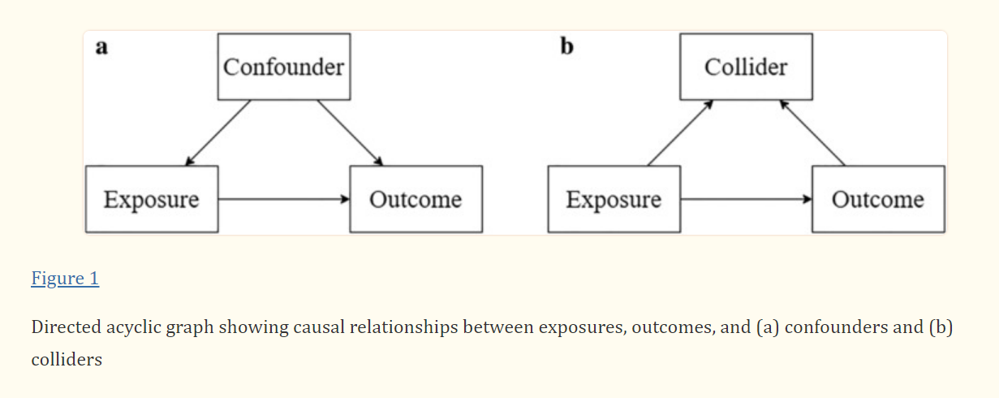 a
Confounder
Exposure
Outcome
b
Collider
Exposure
Outcome
Figure 1
Directed acyclic graph showing causal relationships between exposures, outcomes, and (a) confounders and (b)
colliders